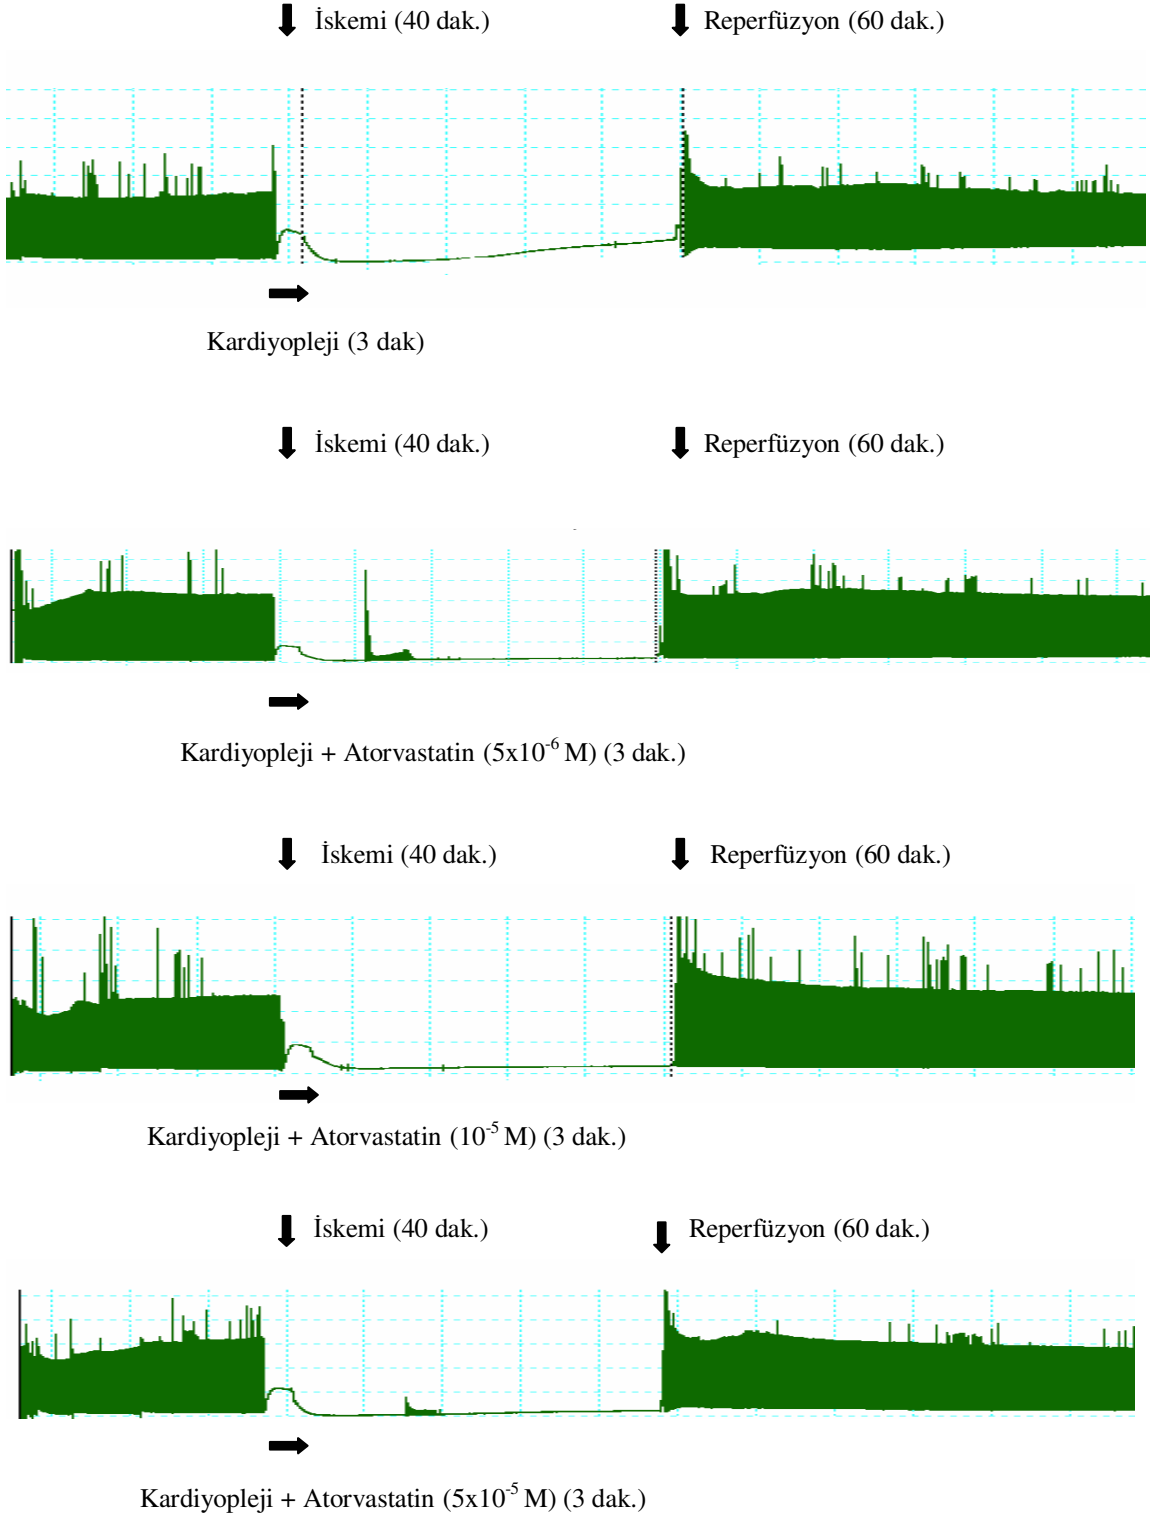 İskemi (40 dak.) Reperfüzyon (60 dak.)
Kardiyopleji (3 dak)
İskemi (40 dak.) Reperfüzyon (60 dak.)
Kardiyopleji + Atorvastatin (5x10⁻⁶ M) (3 dak.)
İskemi (40 dak.) Reperfüzyon (60 dak.)
Kardiyopleji + Atorvastatin (10⁻⁵ M) (3 dak.)
İskemi (40 dak.) Reperfüzyon (60 dak.)
Kardiyopleji + Atorvastatin (5x10⁻⁵ M) (3 dak.)